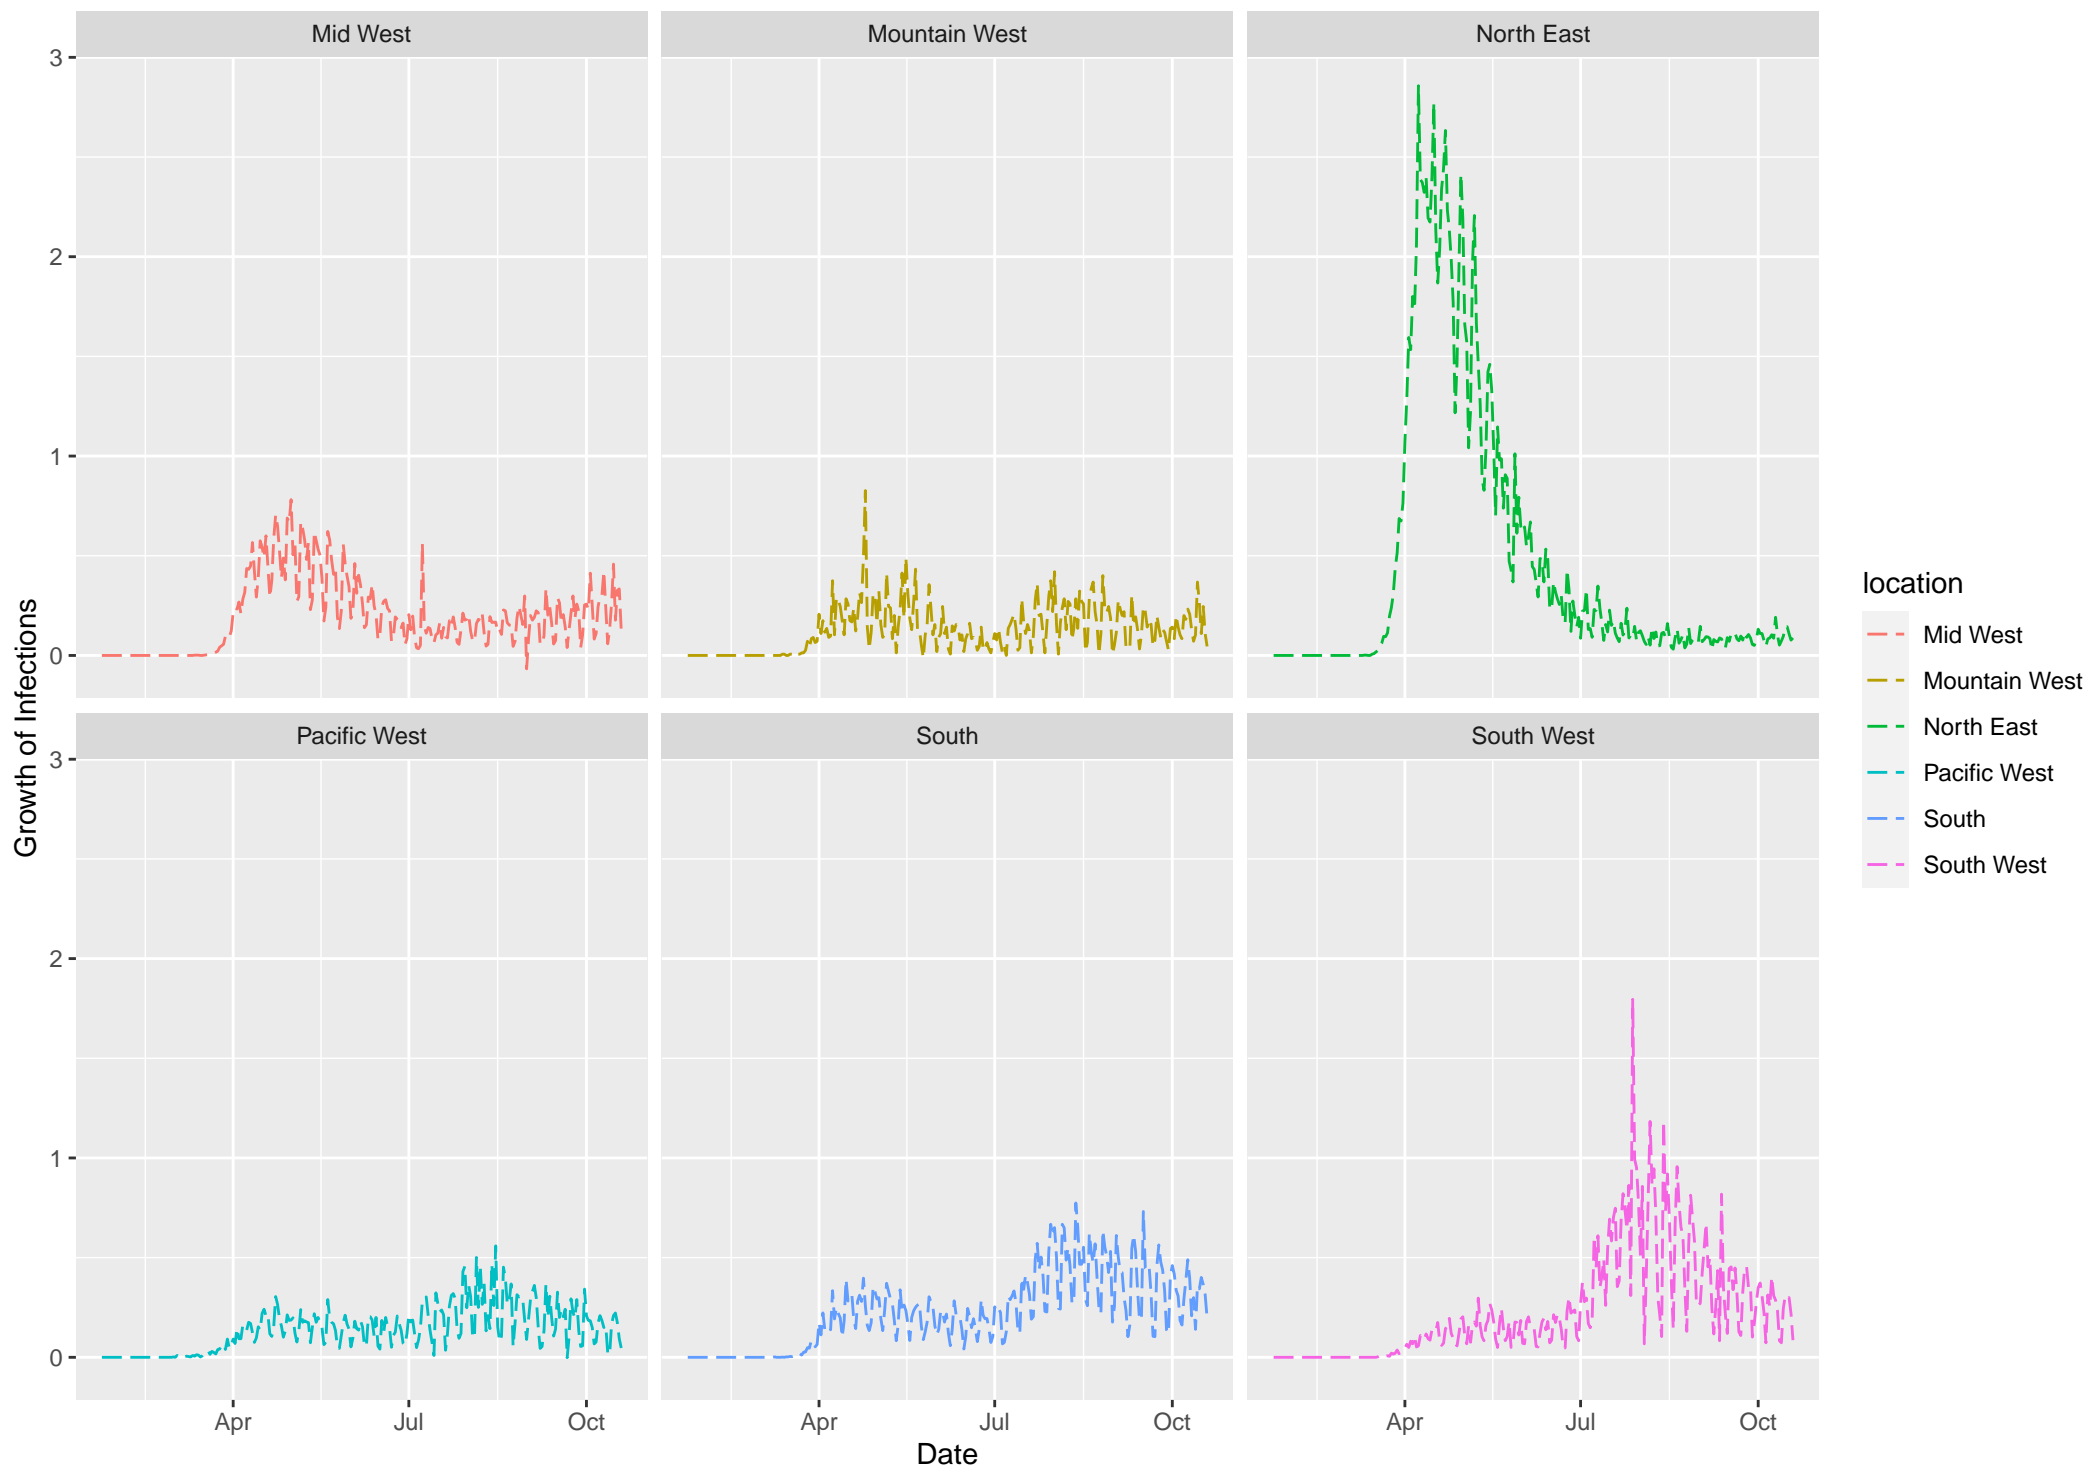 Mid West
Mountain West
North East
3
2
1
0
Pacific West
South
South West
3
2
1
0
Apr
Jul
Oct
Apr
Jul
Oct
Apr
Jul
Oct
Date
Growth of Infections
location
Mid West
Mountain West
North East
Pacific West
South
South West